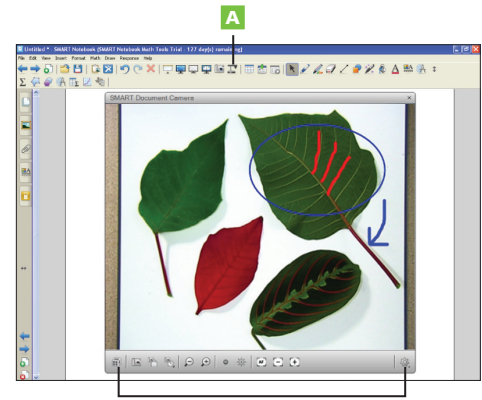 A
Untitled * - SMART Notebook (SMART Notebook Math Tools Trial - 127 day(s) remaining)
File Edit View Insert Format Math Draw Response Help
SMART Document Camera